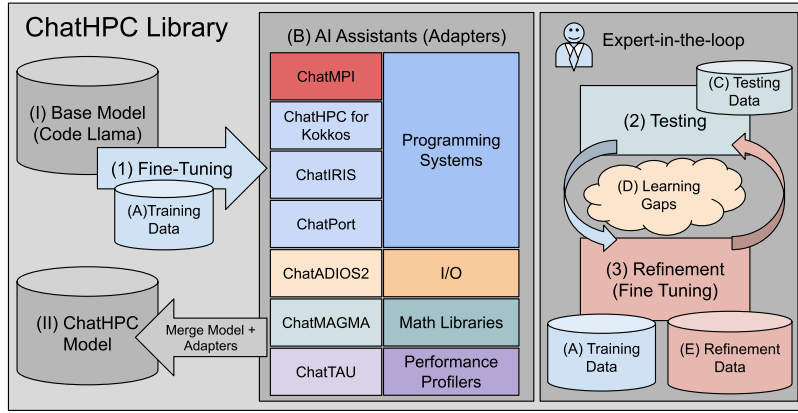 ChatHPC Library
(I) Base Model
(Code Llama)
(1) Fine-Tuning
(A)Training
Data
(II) ChatHPC
Model
Merge Model +
Adapters
(B) AI Assistants (Adapters)
ChatMPI
ChatHPC for
Kokkos
ChatIRIS
ChatPort
Programming
Systems
ChatADIOS2
I/O
ChatMAGMA
Math Libraries
ChatTAU
Performance
Profilers
Expert-in-the-loop
(C) Testing
Data
(2) Testing
(D) Learning
Gaps
(3) Refinement
(Fine Tuning)
(A) Training
Data
(E) Refinement
Data